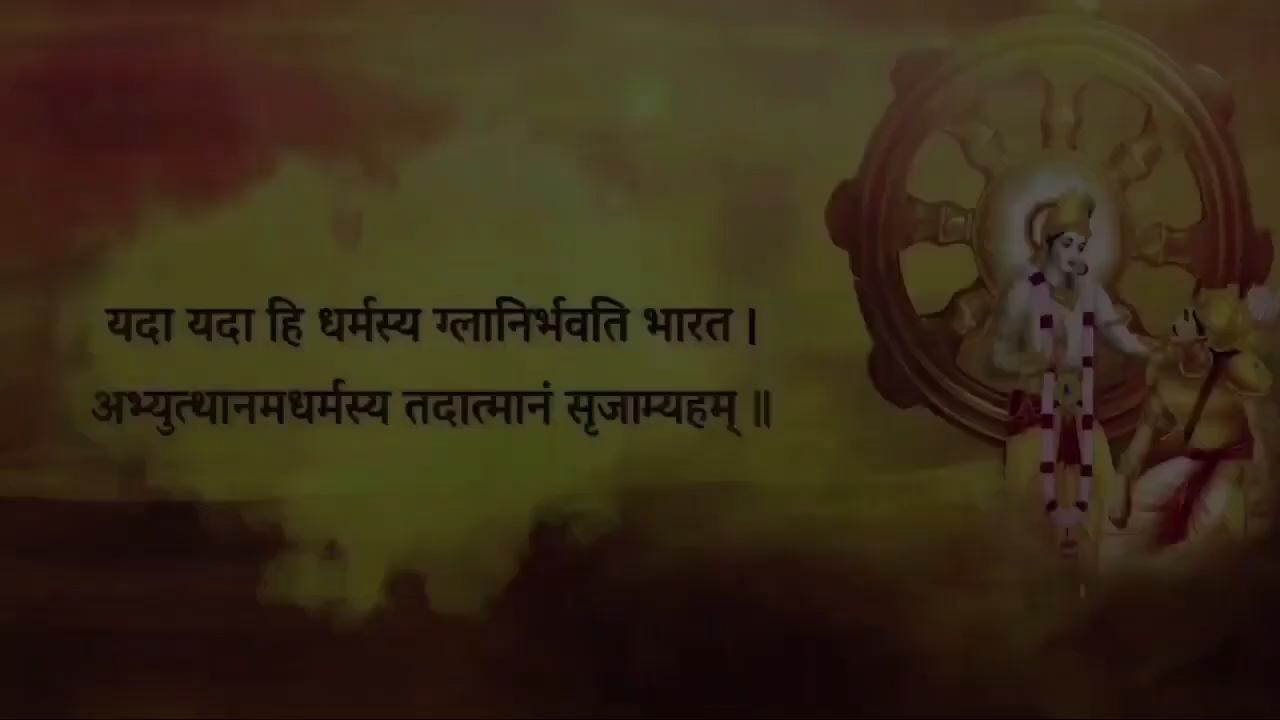 यदा यदा हि धर्मस्य ग्लानिर्भवति भारत ।
अभ्युत्थानमधर्मस्य तदात्मानं सृजाम्यहम् ॥